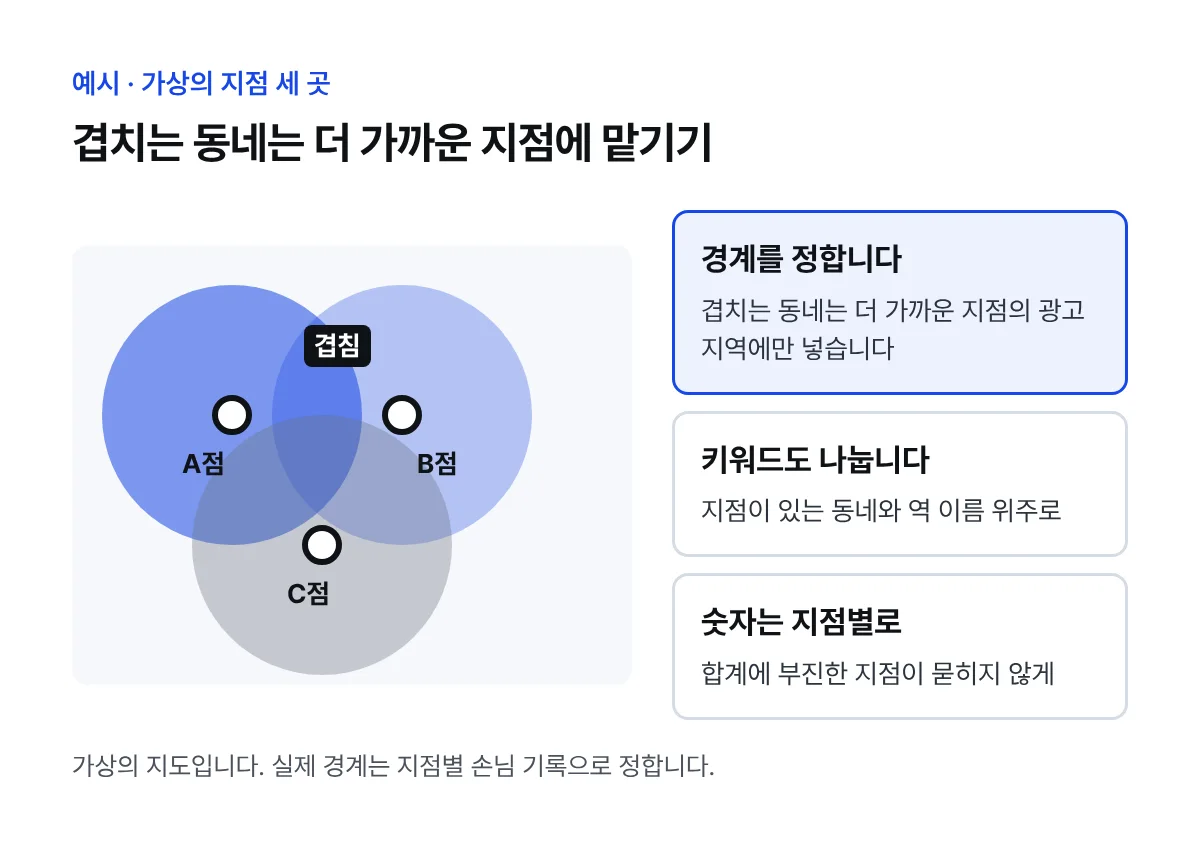 예시 · 가상의 지점 세 곳
겹치는 동네는 더 가까운 지점에 맡기기
겹침
A점
B점
C점
경계를 정합니다
겹치는 동네는 더 가까운 지점의 광고
지역에만 넣습니다
키워드도 나눕니다
지점이 있는 동네와 역 이름 위주로
숫자는 지점별로
합계에 부진한 지점이 묻히지 않게
가상의 지도입니다. 실제 경계는 지점별 손님 기록으로 정합니다.